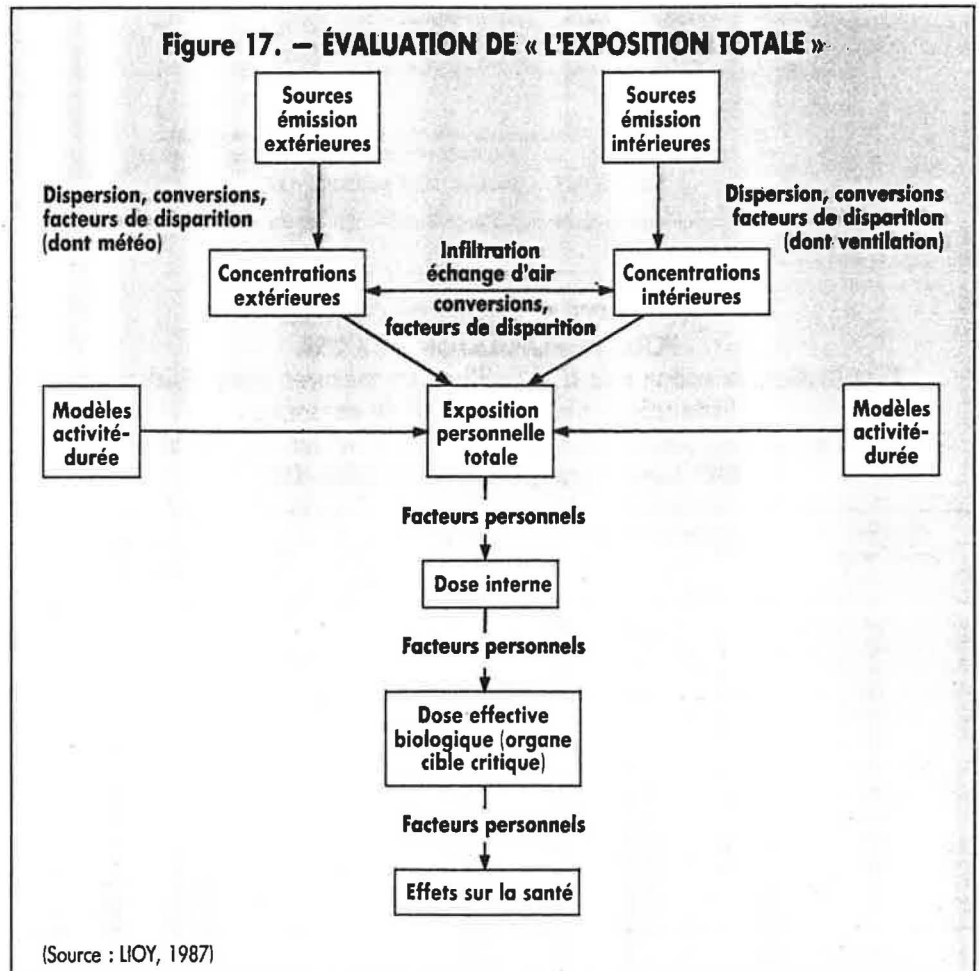 Figure 17. — ÉVALUATION DE « L'EXPOSITION TOTALE »
Sources
émission
extérieures
Sources
émission
intérieures
Dispersion, conversions,
facteurs de disparition
(dont météo)
Dispersion, conversions
facteurs de disparition
(dont ventilation)
Concentrations
extérieures
Infiltration
échange d'air
conversions,
facteurs de disparition
Concentrations
intérieures
Modèles
activité-
durée
Exposition
personnelle
totale
Modèles
activité-
durée
Facteurs personnels
Dose interne
Facteurs personnels
Dose effective
biologique (organe
cible critique)
Facteurs personnels
Effets sur la santé
(Source : LIOY, 1987)